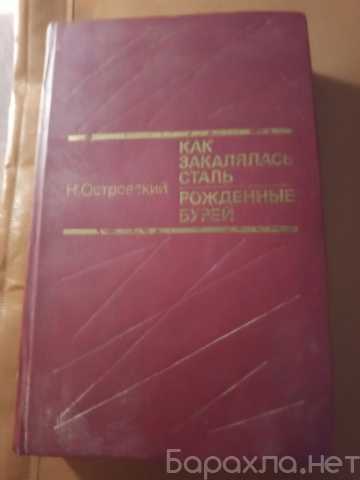 Н.Островский
КАК
ЗАКАЛЯЛАСЬ
СТАЛЬ
РОЖДЕННЫЕ
БУРЕЙ
Барахла.нет